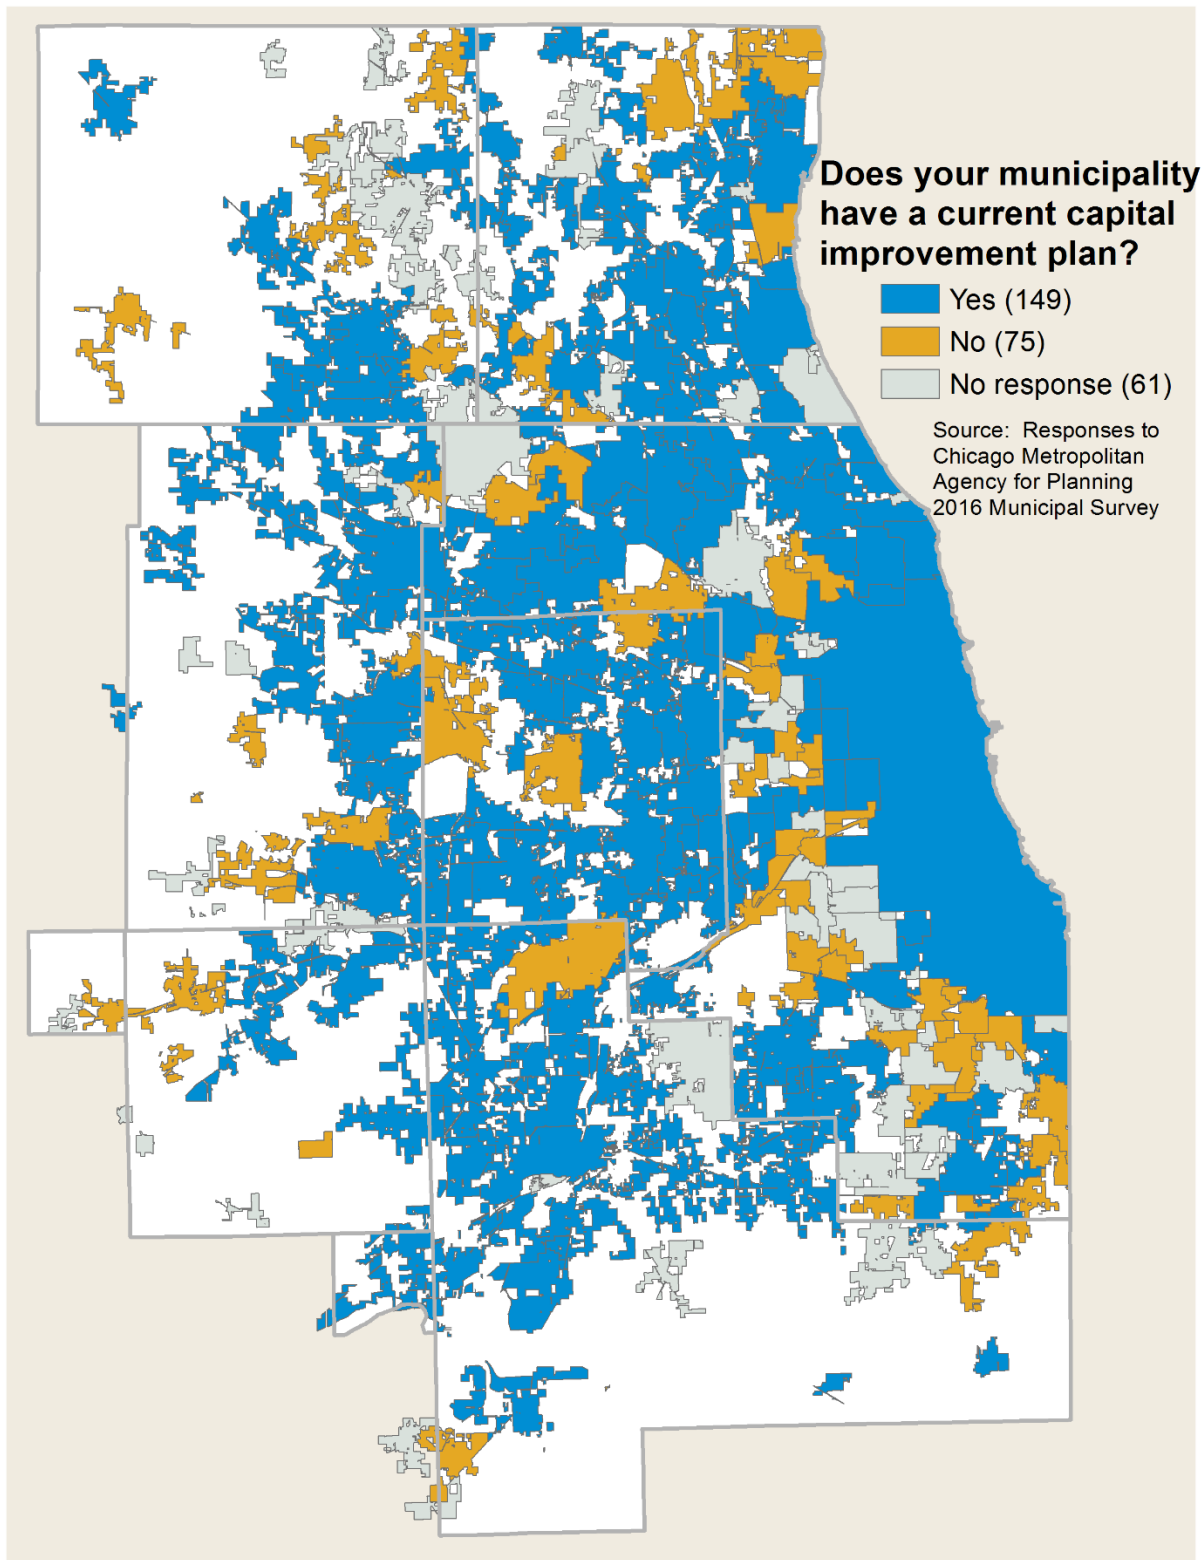 Does your municipality
have a current capital
improvement plan?
Yes (149)
No (75)
No response (61)
Source:  Responses to
Chicago Metropolitan
Agency for Planning
2016 Municipal Survey